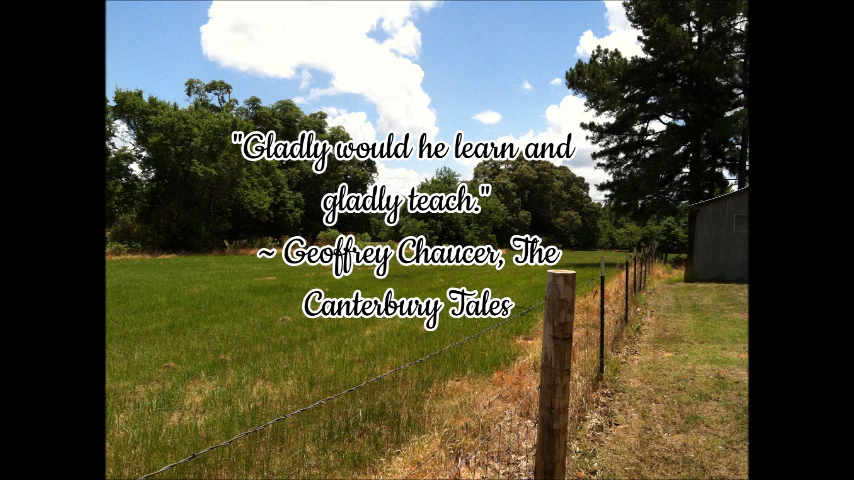 "Gladly would he learn and
gladly teach."
~ Geoffrey Chaucer, The
Canterbury Tales